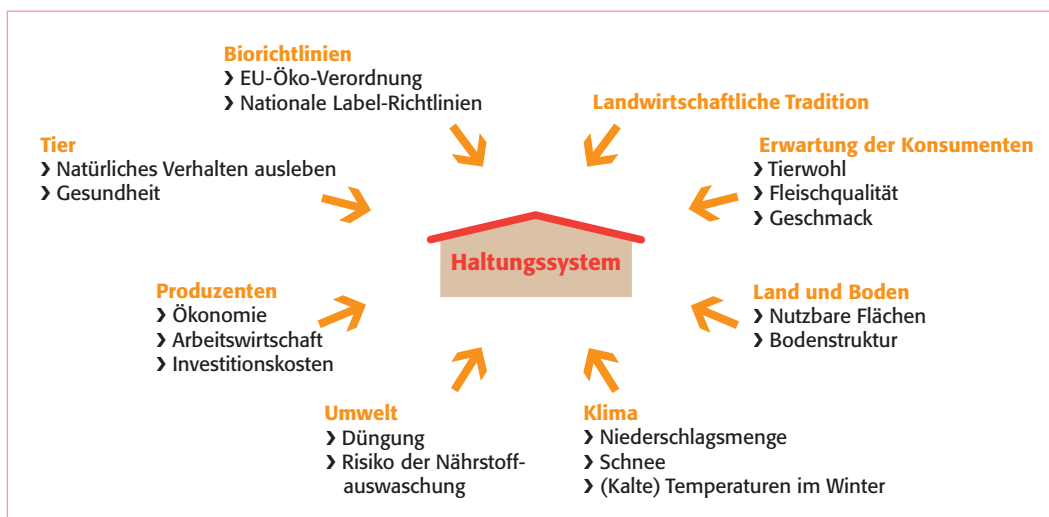 Biorichtlinien
❯ EU-Öko-Verordnung
❯ Nationale Label-Richtlinien
Landwirtschaftliche Tradition
Tier
❯ Natürliches Verhalten ausleben
❯ Gesundheit
Erwartung der Konsumenten
❯ Tierwohl
❯ Fleischqualität
❯ Geschmack
Haltungssystem
Produzenten
❯ Ökonomie
❯ Arbeitswirtschaft
❯ Investitionskosten
Land und Boden
❯ Nutzbare Flächen
❯ Bodenstruktur
Umwelt
❯ Düngung
❯ Risiko der Nährstoff-
auswaschung
Klima
❯ Niederschlagsmenge
❯ Schnee
❯ (Kalte) Temperaturen im Winter